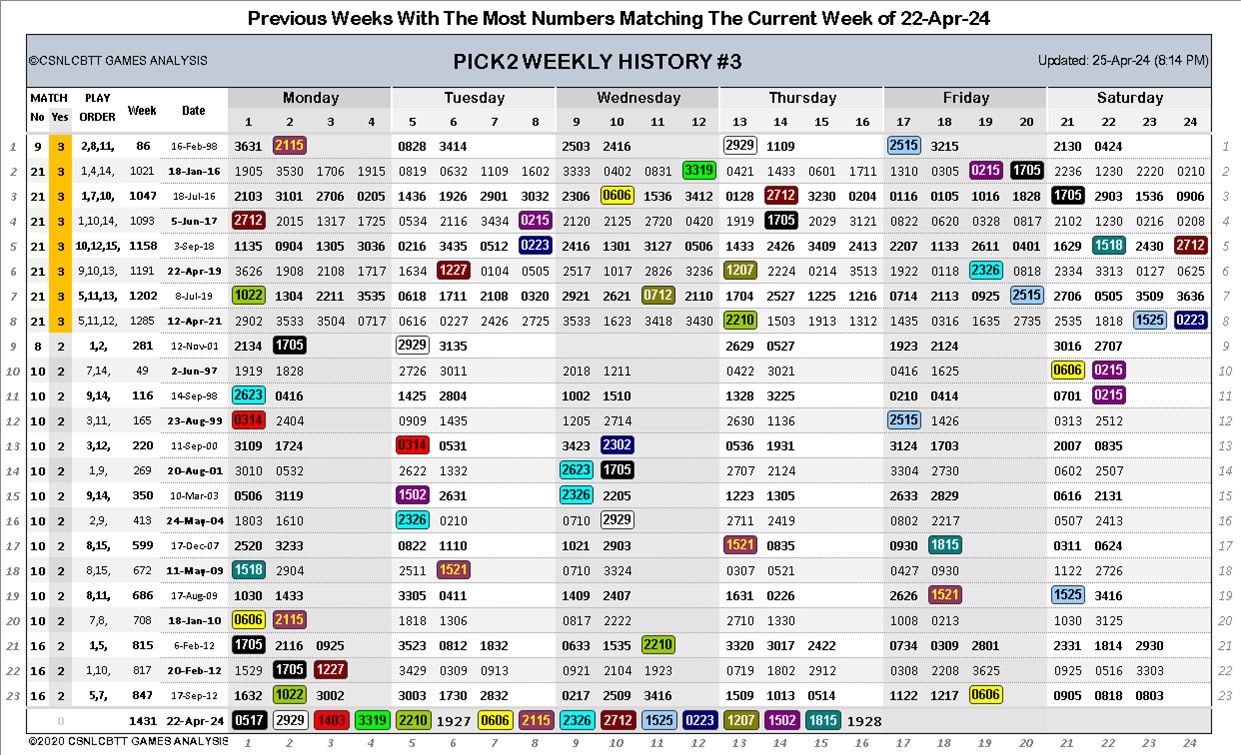 Previous Weeks With The Most Numbers Matching The Current Week of 22-Apr-24
©CSNLCBTT GAMES ANALYSIS PICK2 WEEKLY HISTORY #3 Updated: 25-Apr-24 (8:14 PM)
MATCH PLAY Week Date Monday Tuesday Wednesday Thursday Friday Saturday
No Yes ORDER 1 2 3 4 5 6 7 8 9 10 11 12 13 14 15 16 17 18 19 20 21 22 23 24
1 9 3 2,8,11, 86 16-Feb-98 3631 2115 0828 3414 2503 2416 2929 1109 2515 3215 2130 0424 1
2 21 3 1,4,14, 1021 18-Jan-16 1905 3530 1706 1915 0819 0632 1109 1602 3333 0402 0831 3319 0421 1433 0601 1711 1310 0305 0215 1705 2236 1230 2220 0210 2
3 21 3 1,7,10, 1047 18-Jul-16 2103 3101 2706 0205 1436 1926 2901 3032 2306 0606 1536 3412 0128 2712 3230 0204 0116 0105 1016 1828 1705 2903 1536 0906 3
4 21 3 1,10,14, 1093 5-Jun-17 2712 2015 1317 1725 0534 2116 3434 0215 2120 2125 2720 0420 1919 1705 2029 3121 0822 0620 0328 0817 2102 1230 0216 0208 4
5 21 3 10,12,15, 1158 3-Sep-18 1135 0904 1305 3036 0216 3435 0512 0223 2416 1301 3127 0506 1433 2426 3409 2413 2207 1133 2611 0401 1629 1518 2430 2712 5
6 21 3 9,10,13, 1191 22-Apr-19 3626 1908 2108 1717 1634 1227 0104 0505 2517 1017 2826 3236 1207 2224 0214 3513 1922 0118 2326 0818 2334 3313 0127 0625 6
7 21 3 5,11,13, 1202 8-Jul-19 1022 1304 2211 3535 0618 1711 2108 0320 2921 2621 0712 2110 1704 2527 1225 1216 0714 2113 0925 2515 2706 0505 3509 3636 7
8 21 3 5,11,12, 1285 12-Apr-21 2902 3533 3504 0717 0616 0227 2426 2725 3533 1623 3418 3430 2210 1503 1913 1312 1435 0316 1635 2735 2535 1818 1525 0223 8
9 8 2 1,2, 281 12-Nov-01 2134 1705 2929 3135 2629 0527 1923 2124 3016 2707 9
10 10 2 7,14, 49 2-Jun-97 1919 1828 2726 3011 2018 1211 0422 3021 0416 1625 0606 0215 10
11 10 2 9,14, 116 14-Sep-98 2623 0416 1425 2804 1002 1510 1328 3225 0210 0414 0701 0215 11
12 10 2 3,11, 165 23-Aug-99 0314 2404 0909 1435 1205 2714 2630 1136 2515 1426 0313 2512 12
13 10 2 3,12, 220 11-Sep-00 3109 1724 0314 0531 3423 2302 0536 1931 3124 1703 2007 0835 13
14 10 2 1,9, 269 20-Aug-01 3010 0532 2622 1332 2623 1705 2707 2124 3304 2730 0602 2507 14
15 10 2 9,14, 350 10-Mar-03 0506 3119 1502 2631 2326 2205 1223 1305 2633 2829 0616 2131 15
16 10 2 2,9, 413 24-May-04 1803 1610 2326 0210 0710 2929 2711 2419 0802 2217 0507 2413 16
17 10 2 8,15, 599 17-Dec-07 2520 3233 0822 1110 1021 2903 1521 0835 0930 1815 0311 0624 17
18 10 2 8,15, 672 11-May-09 1518 2904 2511 1521 0710 3324 0307 0521 0427 0930 1122 2726 18
19 10 2 8,11, 686 17-Aug-09 1030 1433 3305 0411 1409 2407 1631 0226 2626 1521 1525 3416 19
20 10 2 7,8, 708 18-Jan-10 0606 2115 1818 1306 0817 2222 2710 1330 1008 0213 1030 3125 20
21 16 2 1,5, 815 6-Feb-12 1705 2116 0925 3523 0812 1832 0633 1535 2210 3320 3017 2422 0734 0309 2801 2331 1814 2930 21
22 16 2 1,10, 817 20-Feb-12 1529 1705 1227 3429 0309 0913 0921 2104 1923 0719 1802 2912 0308 2208 3625 0925 0516 3303 22
23 16 2 5,7, 847 17-Sep-12 1632 1022 3002 3003 1730 2832 0217 2509 3416 1509 1013 0514 1122 1217 0606 0905 0818 0803 23
0 1431 22-Apr-24 0517 2929 1403 3319 2210 1927 0606 2115 2326 2712 1525 0223 1207 1502 1815 1928
©2020 CSNLCBTT GAMES ANALYSIS 1 2 3 4 5 6 7 8 9 10 11 12 13 14 15 16 17 18 19 20 21 22 23 24